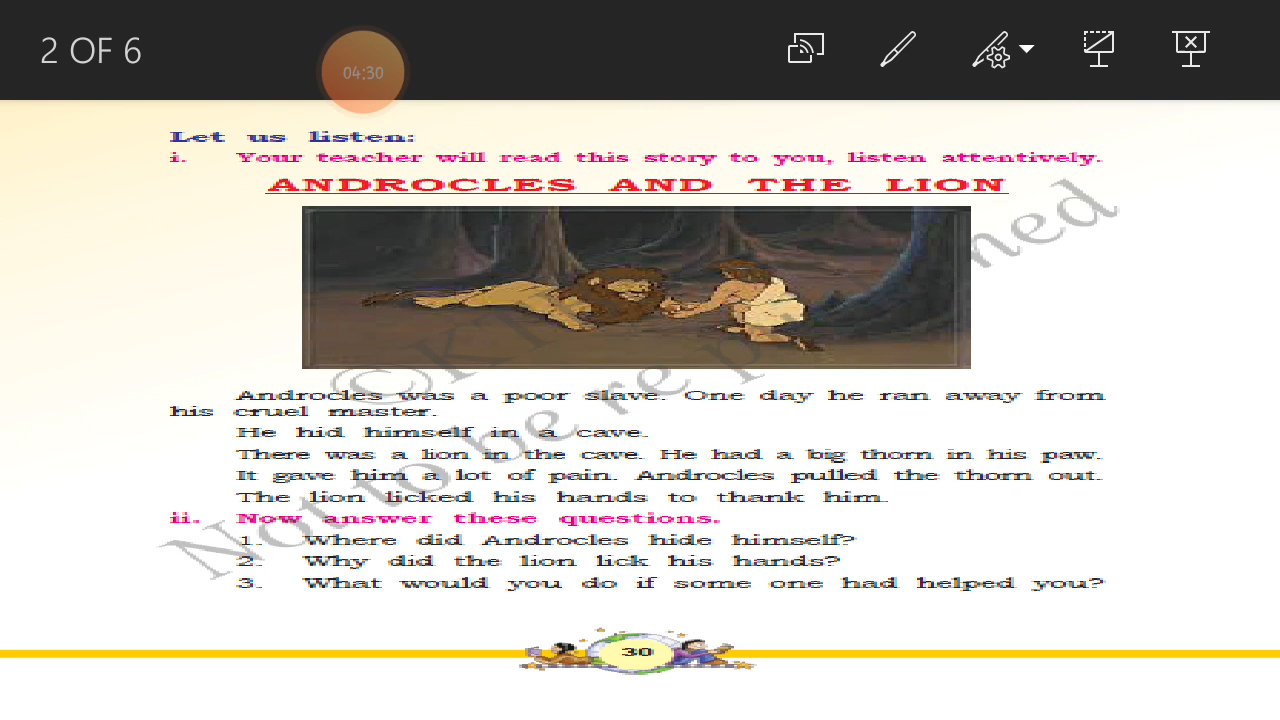 2 OF 6
04:30
Let us listen:
i. Your teacher will read this story to you, listen attentively.
ANDROCLES AND THE LION
Androcles was a poor slave. One day he ran away from
his cruel master.
He hid himself in a cave.
There was a lion in the cave. He had a big thorn in his paw.
It gave him a lot of pain. Androcles pulled the thorn out.
The lion licked his hands to thank him.
ii. Now answer these questions.
1. Where did Androcles hide himself?
2. Why did the lion lick his hands?
3. What would you do if some one had helped you?
30
Not to be re